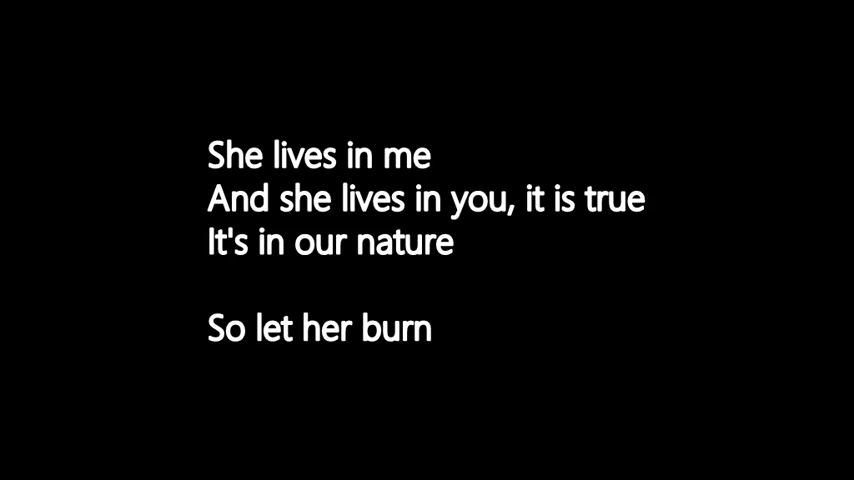 She lives in me
And she lives in you, it is true
It's in our nature
So let her burn